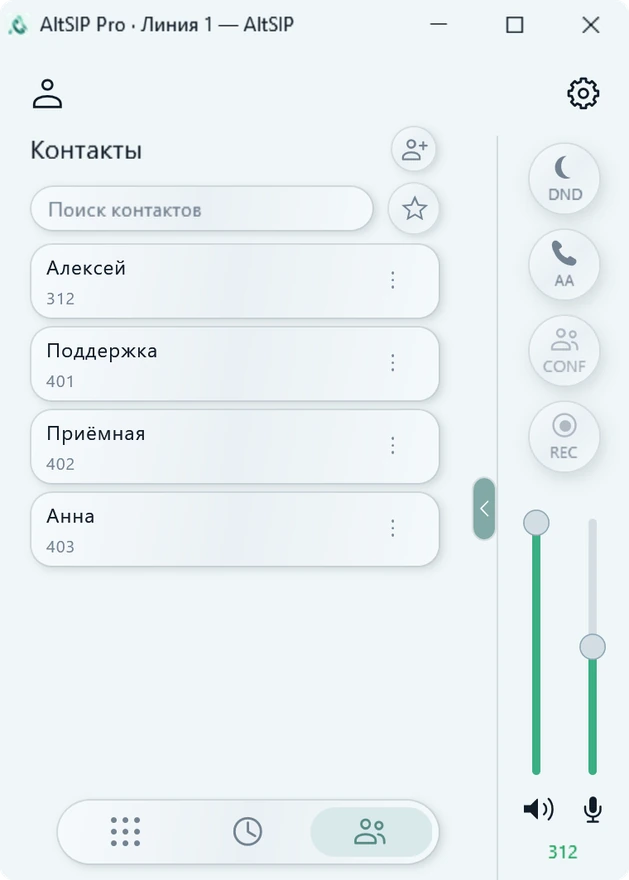 AltSIP Pro · Линия 1 — AltSIP
Контакты
Поиск контактов
Алексей
312
Поддержка
401
Приёмная
402
Анна
403
DND
AA
CONF
REC
312